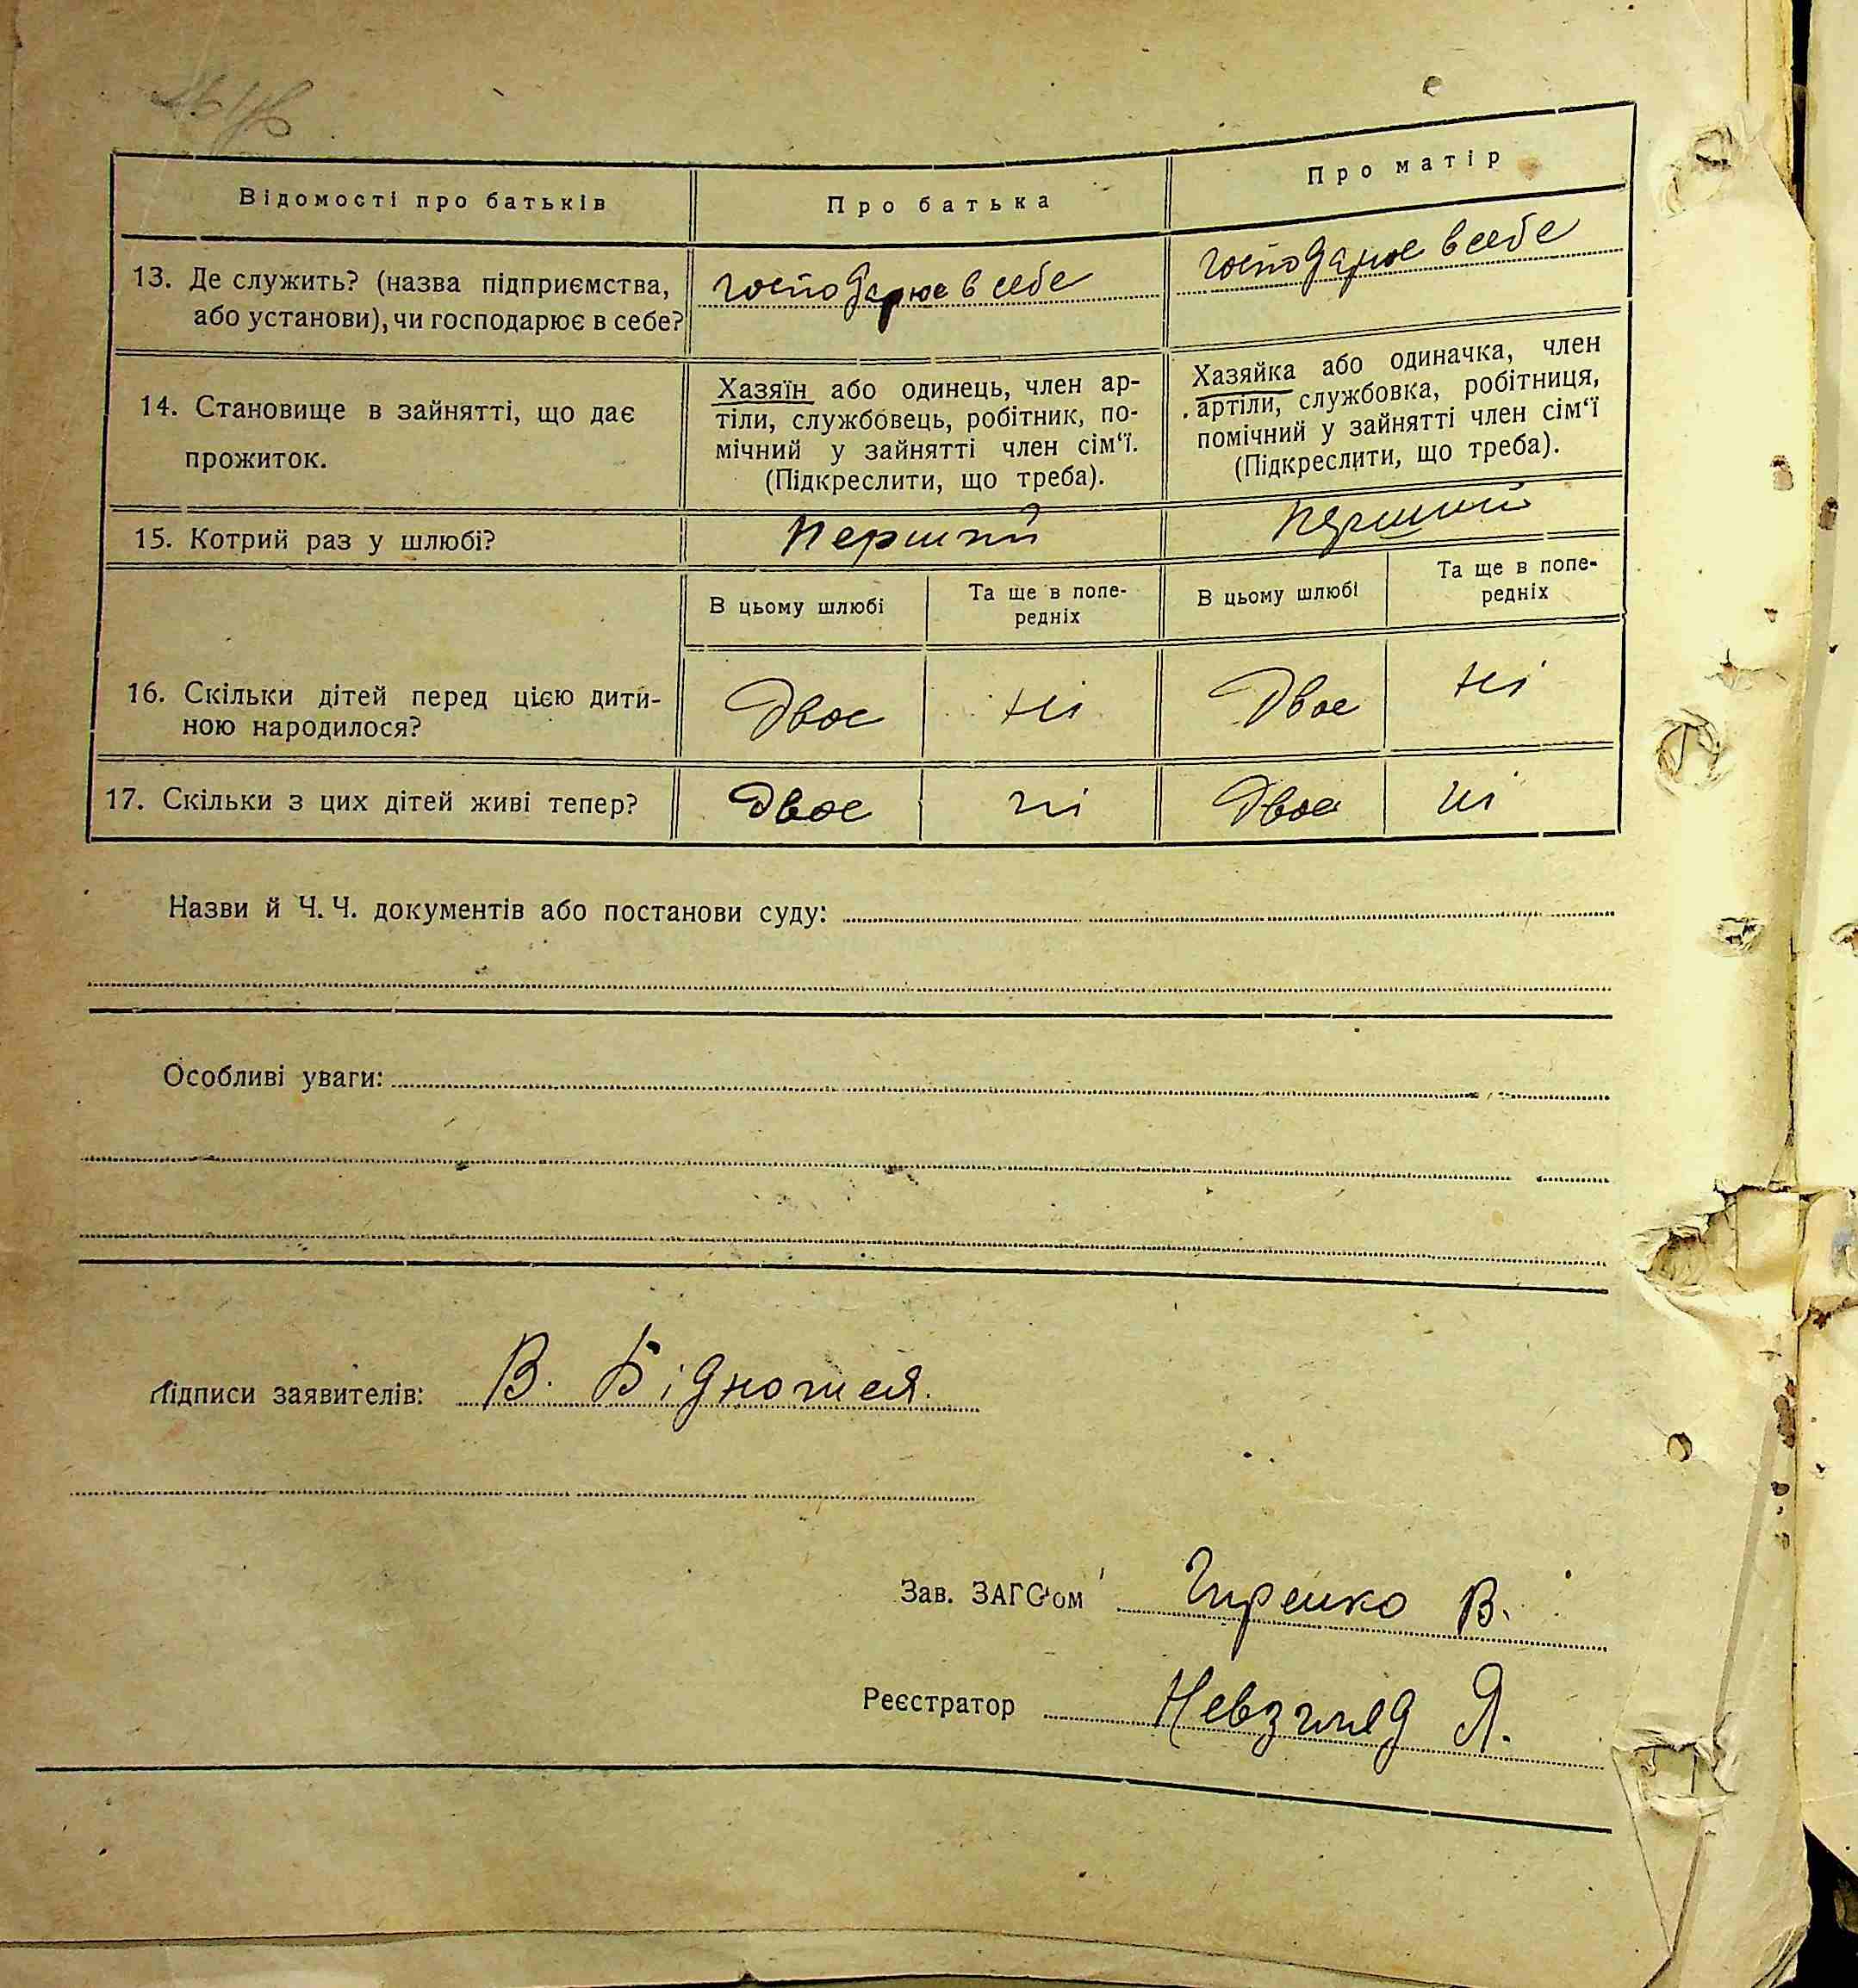 Відомості про батьків
Про батька
Про матір
13. Де служить? (назва підприємства,
або установи), чи господарює в себе?
господарює в себе
господарює в себе
14. Становище в зайнятті, що дає
прожиток.
Хазяїн або одинець, член ар-
тіли, службовець, робітник, по-
мічний у зайнятті член сім'ї.
(Підкреслити, що треба).
Хазяйка або одиначка, член
артіли, службовка, робітниця,
помічний у зайнятті член сім'ї
(Підкреслити, що треба).
15. Котрий раз у шлюбі?
Перший
Перший
В цьому шлюбі
Та ще в попе-
редніх
В цьому шлюбі
Та ще в попе-
редніх
16. Скільки дітей перед цією дити-
ною народилося?
Двоє
ні
Двоє
ні
17. Скільки з цих дітей живі тепер?
Двоє
ні
Двоє
ні
Назви й Ч. Ч. документів або постанови суду:
Особливі уваги:
Підписи заявителів: В.
Зав. ЗАГС'ом Гиренко В.
Реєстратор Невзгляд Я.